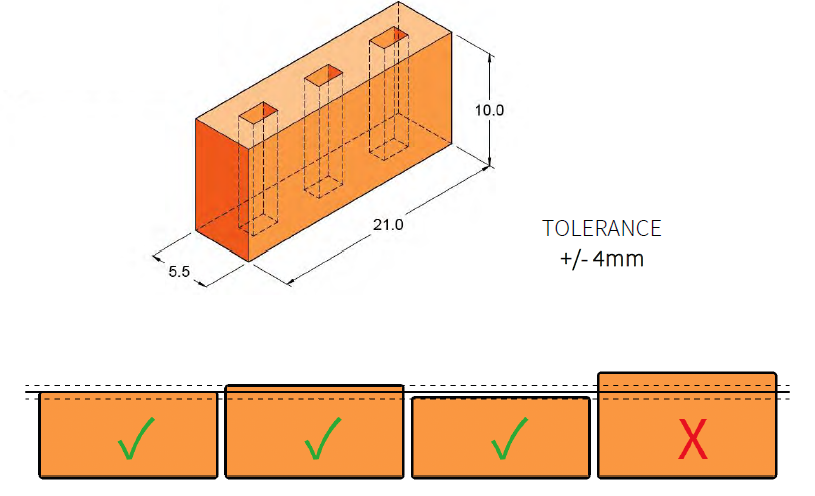 10.0
21.0
5.5
TOLERANCE
+/- 4mm
X